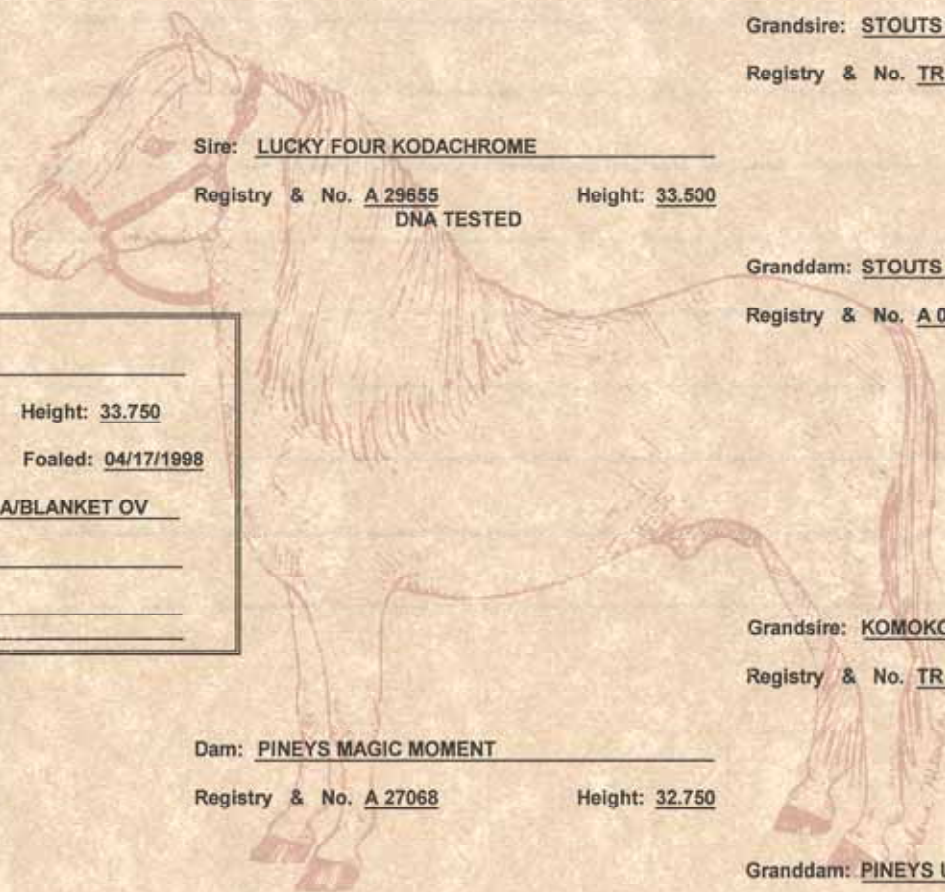 Grandsire: STOUTS
Registry & No. TR
Sire: LUCKY FOUR KODACHROME
Registry & No. A 29655 Height: 33.500
DNA TESTED
Granddam: STOUTS
Registry & No. A 0
Height: 33.750
Foaled: 04/17/1998
A/BLANKET OV
Grandsire: KOMOKO
Registry & No. TR
Dam: PINEYS MAGIC MOMENT
Registry & No. A 27068 Height: 32.750
Granddam: PINEYS